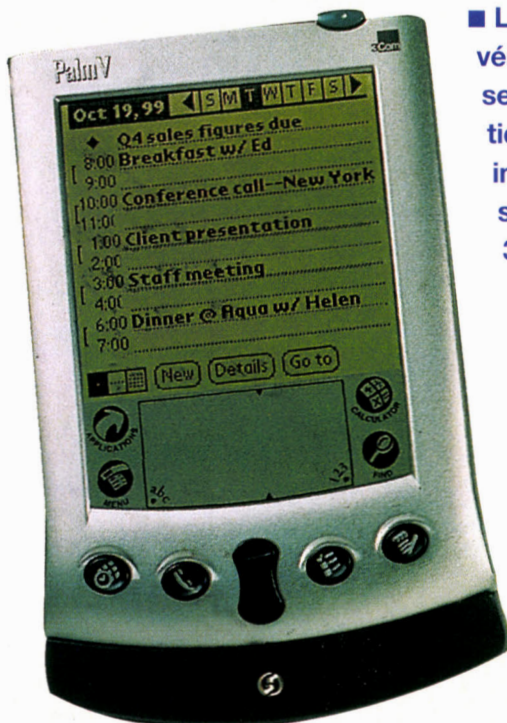 PalmV
3Com
Oct 19, 99 S M T W T F S
Q4 sales figures due
8:00 Breakfast w/ Ed
9:00
10:00 Conference call--New York
11:00
1:00 Client presentation
2:00
3:00 Staff meeting
4:00
6:00 Dinner @ Aqua w/ Helen
7:00
New Details Go to
APPLICATIONS CALCULATOR
MENU FIND
abc 123
■ L
vé
se
tic
in
s
3